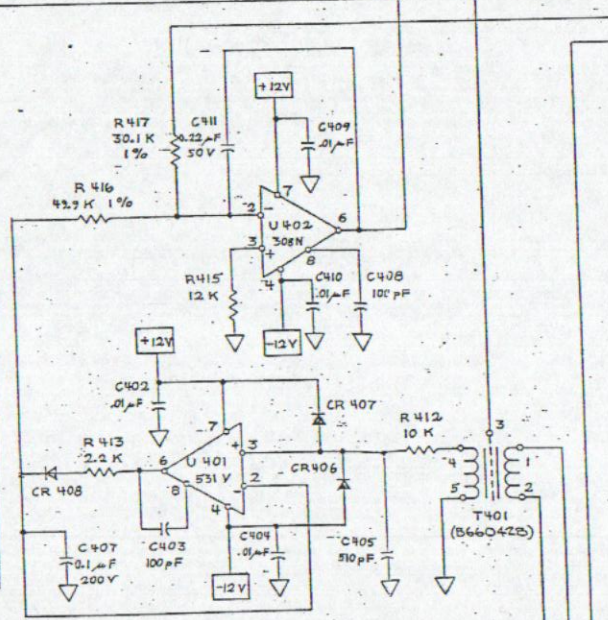 +12V
R417
30.1 K
1%
C411
0.22 µF
50 V
C409
.01 µF
7
R 416
49.9 K 1%
2
-
U 402
308N
6
3
+
8
4
R415
12 K
C410
.01 µF
C408
100 pF
-12V
+12V
C402
.01 µF
CR 407
7
R 413
2.2 K
6
U 401
531 V
+
3
R 412
10 K
3
4
1
CR 408
8
-
2
CR406
5
2
4
T401
(B66042B)
C407
0.1 µF
200 V
C403
100 pF
C404
.01 µF
C405
510 pF
-12V